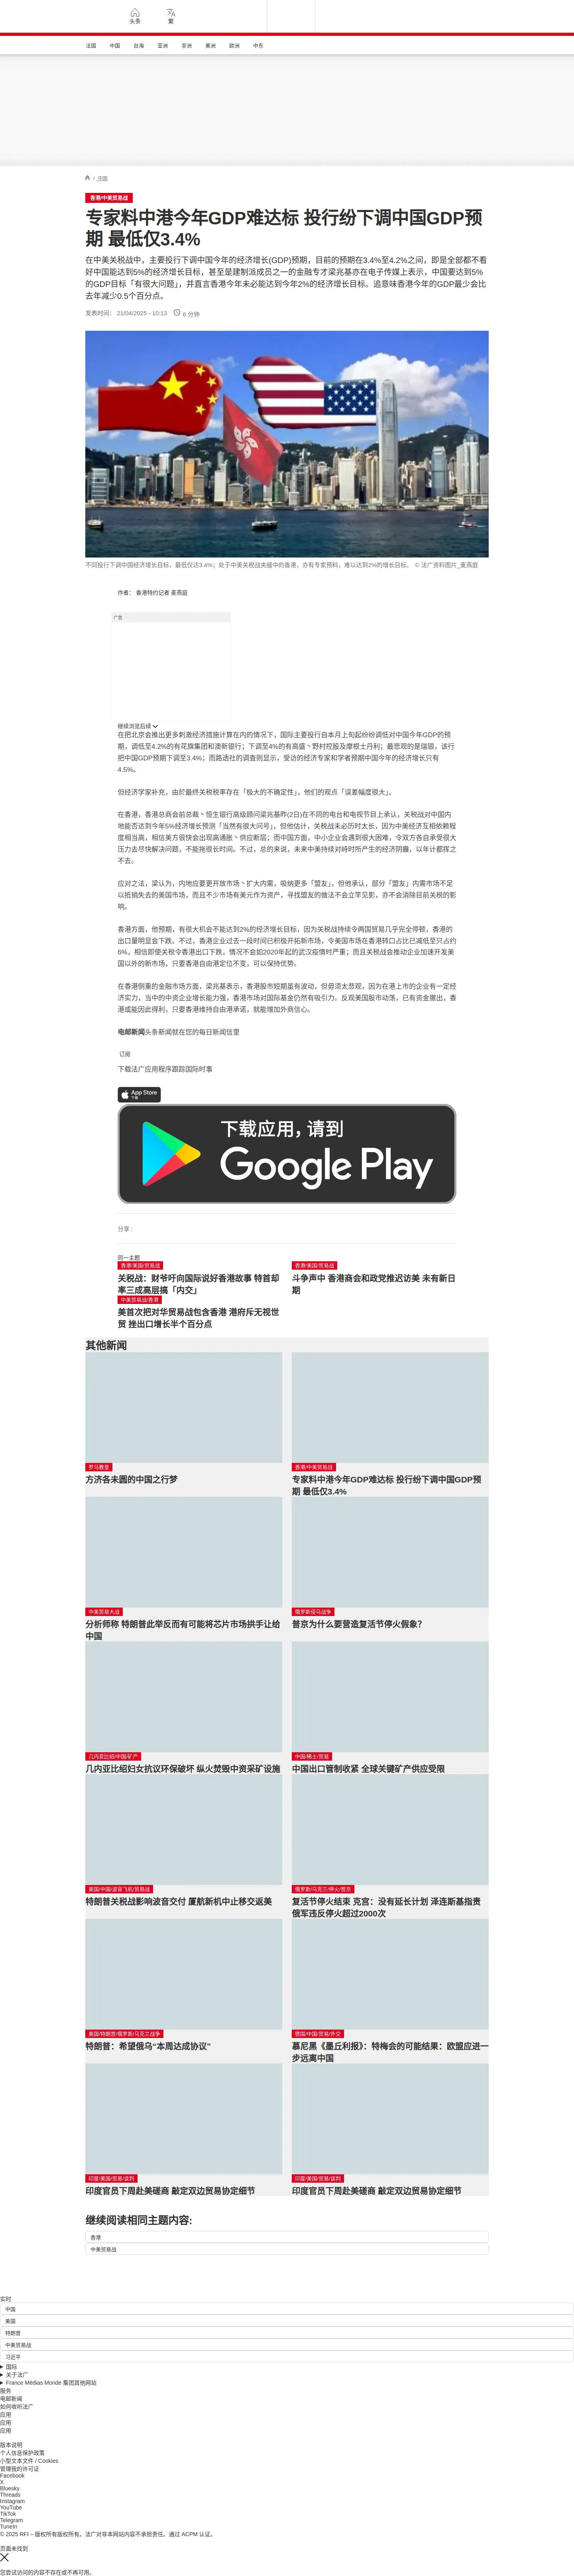 头条
繁
法国
中国
台海
亚洲
非洲
美洲
欧洲
中东
/ 中国
香港/中美贸易战
专家料中港今年GDP难达标 投行纷下调中国GDP预
期 最低仅3.4%
在中美关税战中，主要投行下调中国今年的经济增长(GDP)预期，目前的预期在3.4%至4.2%之间，即是全部都不看
好中国能达到5%的经济增长目标，甚至是建制派成员之一的金融专才梁兆基亦在电子传媒上表示，中国要达到5%
的GDP目标「有很大问题」，并直言香港今年未必能达到今年2%的经济增长目标。追意味香港今年的GDP最少会比
去年减少0.5个百分点。
发表时间： 21/04/2025 - 10:13
6 分钟
不同投行下调中国经济增长目标，最低仅达3.4%；处于中美关税战夹缝中的香港，亦有专家预料，难以达到2%的增长目标。 © 法广资料图片_麦燕庭
作者： 香港特约记者 麦燕庭
广告
继续浏览后续
在把北京会推出更多刺激经济措施计算在内的情况下，国际主要投行自本月上旬起纷纷调低对中国今年GDP的预
期，调低至4.2%的有花旗集团和澳新银行；下调至4%的有高盛丶野村控股及摩根士丹利；最悲观的是瑞银，该行
把中国GDP预期下调至3.4%；而路透社的调查则显示，受访的经济专家和学者预期中国今年的经济增长只有
4.5%。
但经济学家补充，由於最终关税税率存在「极大的不确定性」，他们的观点「误差幅度很大」。
在香港，香港总商会前总裁丶恒生银行高级顾问梁兆基昨(2日)在不同的电台和电视节目上承认，关税战对中国内
地能否达到今年5%经济增长预测「当然有很大问号」，但他估计，关税战未必历时太长，因为中美经济互相依赖程
度相当高，相信美方很快会出现高通胀丶供应断层；而中国方面，中小企业会遇到很大困难，令双方各自承受很大
压力去尽快解决问题，不能拖很长时间。不过，总的来说，未来中美持续对峙时所产生的经济阴霾，以年计都挥之
不去。
应对之法，梁认为，内地应要更开放市场丶扩大内需，吸纳更多「盟友」，但他承认，部分「盟友」内需市场不足
以抵销失去的美国市场，而且不少市场有美元作为资产，寻找盟友的做法不会立竿见影，亦不会消除目前关税的影
响。
香港方面，他预期，有很大机会不能达到2%的经济增长目标，因为关税战持续令两国贸易几乎完全停顿，香港的
出口量明显会下跌。不过，香港企业过去一段时间已积极开拓新市场，令美国市场在香港转口占比已减低至只占约
6%，相信即使关税令香港出口下跌，情况不会如2020年起的武汉疫情时严重；而且关税战会推动企业加速开发美
国以外的新市场，只要香港自由港定位不变，可以保持优势。
在香港侧重的金融市场方面，梁兆基表示，香港股市短期虽有波动，但毋须太悲观，因为在港上市的企业有一定经
济实力，当中的中资企业增长能力强，香港市场对国际基金仍然有吸引力。反观美国股市动荡，已有资金撤出，香
港或能因此得利，只要香港维持自由港承诺，就能增加外商信心。
电邮新闻头条新闻就在您的每日新闻信里
订阅
下载法广应用程序跟踪国际时事
App Store
下载
下载应用，请到
Google Play
分享 :
同一主题
香港/美国/贸易战
关税战：财爷吁向国际说好香港故事 特首却
率三成高层搞「内交」
香港/美国/贸易战
斗争声中 香港商会和政党推迟访美 未有新日
期
中美贸易战/香港
美首次把对华贸易战包含香港 港府斥无视世
贸 挫出口增长半个百分点
其他新闻
罗马教皇
方济各未圆的中国之行梦
香港/中美贸易战
专家料中港今年GDP难达标 投行纷下调中国GDP预
期 最低仅3.4%
中美贸易大战
分析师称 特朗普此举反而有可能将芯片市场拱手让给
中国
俄罗斯侵乌战争
普京为什么要营造复活节停火假象？
几内亚比绍/中国/矿产
几内亚比绍妇女抗议环保破坏 纵火焚毁中资采矿设施
中国/稀土/贸易
中国出口管制收紧 全球关键矿产供应受限
美国/中国/波音飞机/贸易战
特朗普关税战影响波音交付 厦航新机中止移交返美
俄罗斯/乌克兰/停火/普京
复活节停火结束 克宫：没有延长计划 泽连斯基指责
俄军违反停火超过2000次
美国/特朗普/俄罗斯/乌克兰战争
特朗普：希望俄乌“本周达成协议”
德国/中国/贸易/外交
慕尼黑《墨丘利报》：特梅会的可能结果：欧盟应进一
步远离中国
印度/美国/贸易/谈判
印度官员下周赴美磋商 敲定双边贸易协定细节
印度/美国/贸易/谈判
印度官员下周赴美磋商 敲定双边贸易协定细节
继续阅读相同主题内容:
香港
中美贸易战
实时
中国
美国
特朗普
中美贸易战
习近平
国际
关于法广
France Médias Monde 集团其他网站
服务
电邮新闻
如何收听法广
应用
应用
应用
版本说明
个人信息保护政策
小型文本文件 / Cookies
管理我的许可证
Facebook
X
Bluesky
Threads
Instagram
YouTube
TikTok
Telegram
TuneIn
© 2025 RFI – 版权所有版权所有。法广对非本网站内容不承担责任。通过 ACPM 认证。
页面未找到
您尝试访问的内容不存在或不再可用。